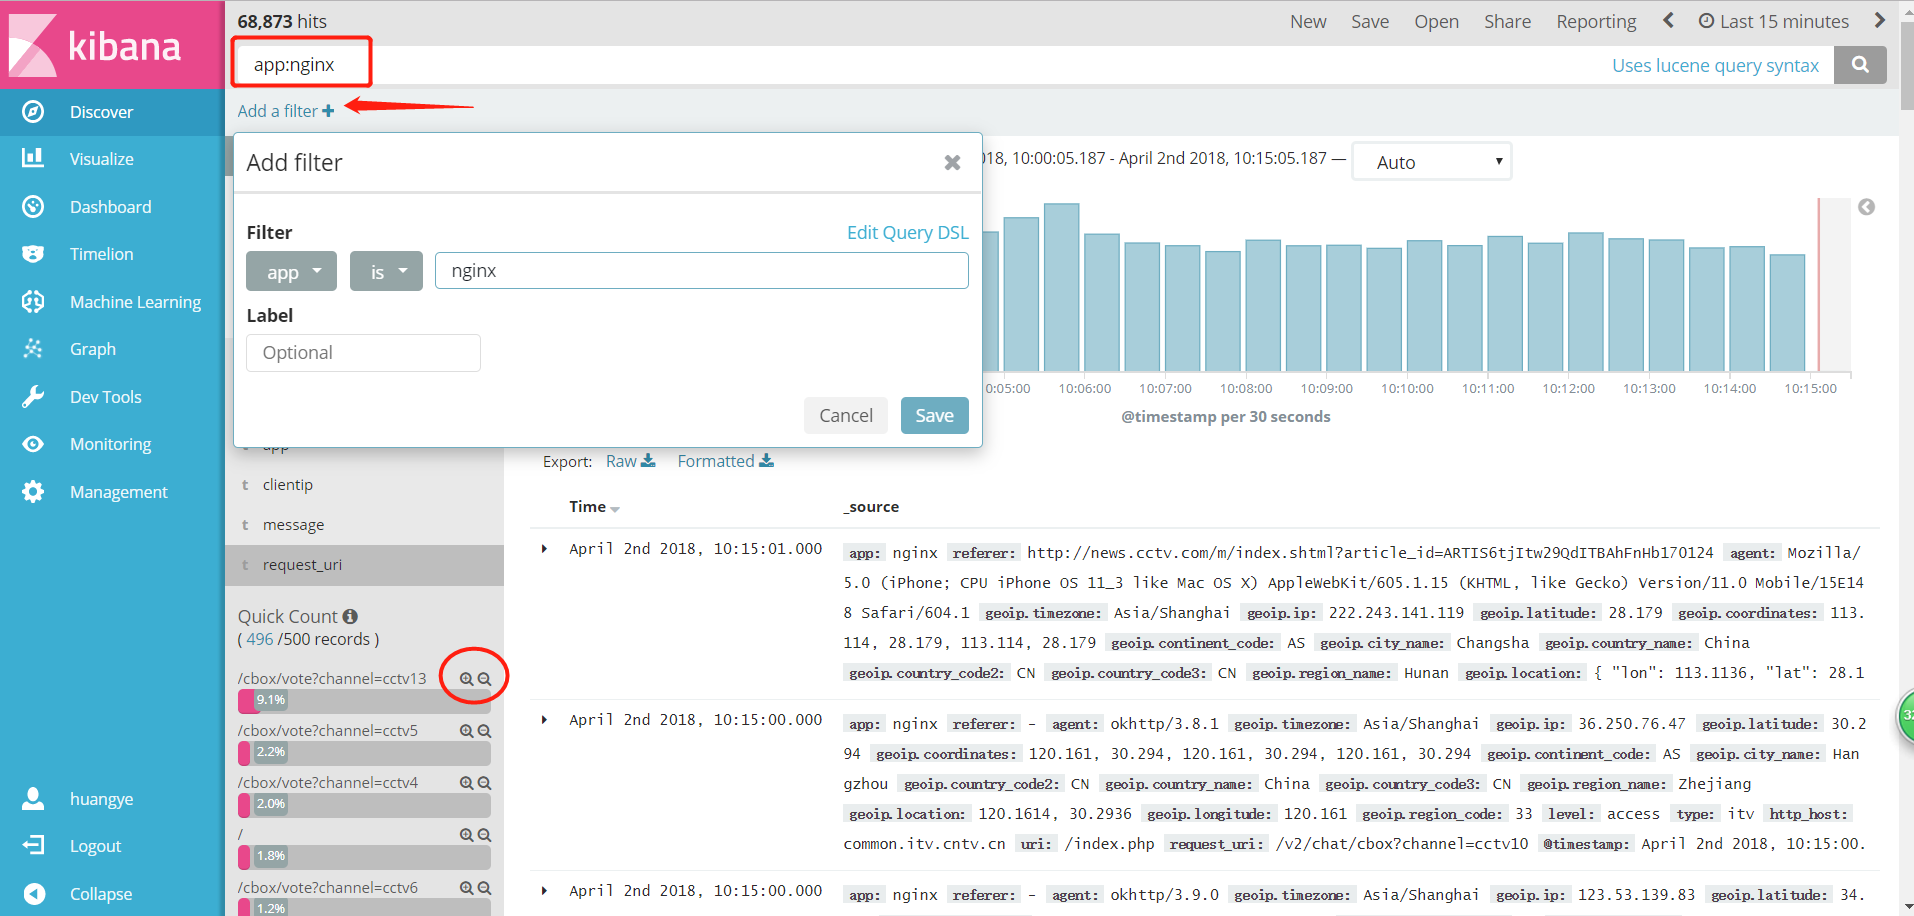 kibana
Discover
Visualize
Dashboard
Timelion
Machine Learning
Graph
Dev Tools
Monitoring
Management
huangye
Logout
Collapse
68,873 hits
New Save Open Share Reporting Last 15 minutes
app:nginx
Uses lucene query syntax
Add a filter +
Add filter
Filter
Edit Query DSL
app is nginx
Label
Optional
Cancel Save
018, 10:00:05.187 - April 2nd 2018, 10:15:05.187 —
Auto
0:05:00 10:06:00 10:07:00 10:08:00 10:09:00 10:10:00 10:11:00 10:12:00 10:13:00 10:14:00 10:15:00
@timestamp per 30 seconds
t app
t clientip
t message
t request_uri
Quick Count
( 496 /500 records )
/cbox/vote?channel=cctv13
9.1%
/cbox/vote?channel=cctv5
2.2%
/cbox/vote?channel=cctv4
2.0%
/
1.8%
/cbox/vote?channel=cctv6
1.2%
Export: Raw Formatted
Time _source
April 2nd 2018, 10:15:01.000
app: nginx referer: http://news.cctv.com/m/index.shtml?article_id=ARTIS6tjItw29QdITBAhFnHb170124 agent: Mozilla/
5.0 (iPhone; CPU iPhone OS 11_3 like Mac OS X) AppleWebKit/605.1.15 (KHTML, like Gecko) Version/11.0 Mobile/15E14
8 Safari/604.1 geoip.timezone: Asia/Shanghai geoip.ip: 222.243.141.119 geoip.latitude: 28.179 geoip.coordinates: 113.
114, 28.179, 113.114, 28.179 geoip.continent_code: AS geoip.city_name: Changsha geoip.country_name: China
geoip.country_code2: CN geoip.country_code3: CN geoip.region_name: Hunan geoip.location: { "lon": 113.1136, "lat": 28.1
April 2nd 2018, 10:15:00.000
app: nginx referer: - agent: okhttp/3.8.1 geoip.timezone: Asia/Shanghai geoip.ip: 36.250.76.47 geoip.latitude: 30.2
94 geoip.coordinates: 120.161, 30.294, 120.161, 30.294, 120.161, 30.294 geoip.continent_code: AS geoip.city_name: Han
gzhou geoip.country_code2: CN geoip.country_name: China geoip.country_code3: CN geoip.region_name: Zhejiang
geoip.location: 120.1614, 30.2936 geoip.longitude: 120.161 geoip.region_code: 33 level: access type: itv http_host:
common.itv.cntv.cn uri: /index.php request_uri: /v2/chat/cbox?channel=cctv10 @timestamp: April 2nd 2018, 10:15:00.
April 2nd 2018, 10:15:00.000
app: nginx referer: - agent: okhttp/3.9.0 geoip.timezone: Asia/Shanghai geoip.ip: 123.53.139.83 geoip.latitude: 34.